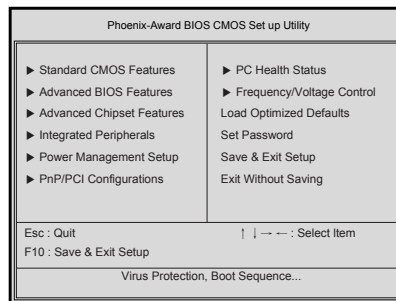 Phoenix-Award BIOS CMOS Set up Utility
▶ Standard CMOS Features
▶ Advanced BIOS Features
▶ Advanced Chipset Features
▶ Integrated Peripherals
▶ Power Management Setup
▶ PnP/PCI Configurations
▶ PC Health Status
▶ Frequency/Voltage Control
Load Optimized Defaults
Set Password
Save & Exit Setup
Exit Without Saving
Esc : Quit
↑ ↓ → ← : Select Item
F10 : Save & Exit Setup
Virus Protection, Boot Sequence...